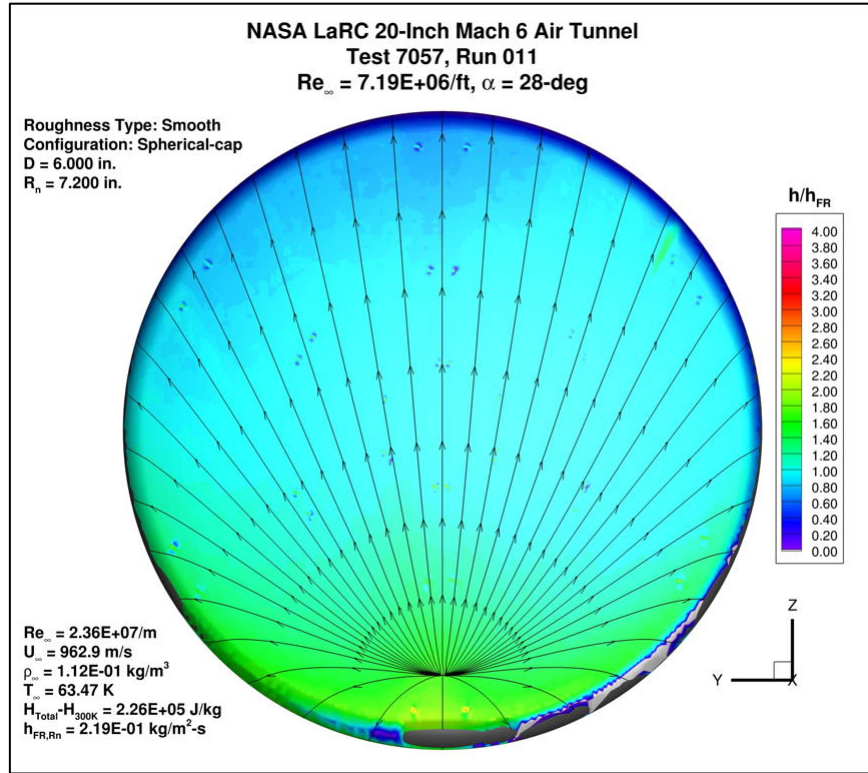 NASA LaRC 20-Inch Mach 6 Air Tunnel
Test 7057, Run 011
Re∞ = 7.19E+06/ft, α = 28-deg
Roughness Type: Smooth
Configuration: Spherical-cap
D = 6.000 in.
Rn = 7.200 in.
h/hFR
4.00
3.80
3.60
3.40
3.20
3.00
2.80
2.60
2.40
2.20
2.00
1.80
1.60
1.40
1.20
1.00
0.80
0.60
0.40
0.20
0.00
Re∞ = 2.36E+07/m
U∞ = 962.9 m/s
ρ∞ = 1.12E-01 kg/m³
T∞ = 63.47 K
HTotal-H300K = 2.26E+05 J/kg
hFR,Rn = 2.19E-01 kg/m²-s
Z
Y
X